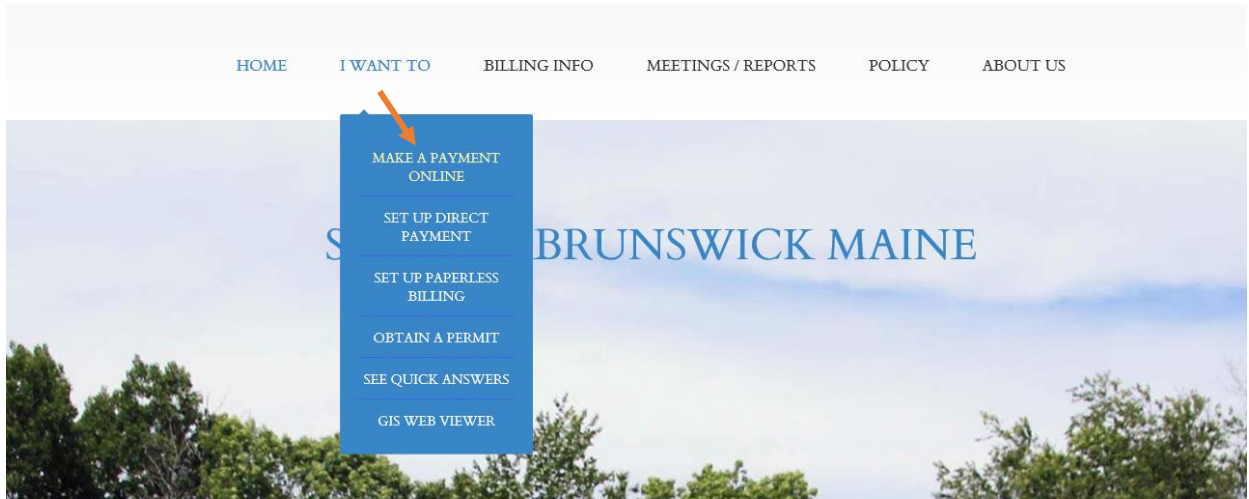 HOME I WANT TO BILLING INFO MEETINGS / REPORTS POLICY ABOUT US
MAKE A PAYMENT
ONLINE
SET UP DIRECT
PAYMENT
SET UP PAPERLESS
BILLING
OBTAIN A PERMIT
SEE QUICK ANSWERS
GIS WEB VIEWER
BRUNSWICK MAINE